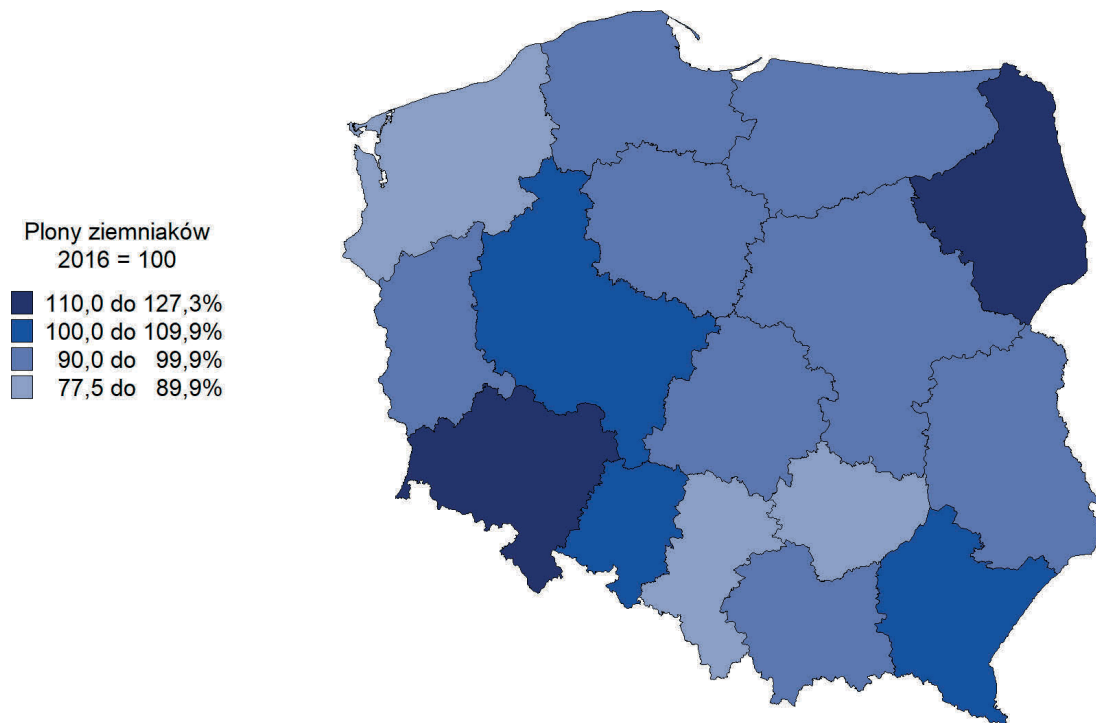 Plony ziemniaków
2016 = 100
110,0 do 127,3%
100,0 do 109,9%
90,0 do 99,9%
77,5 do 89,9%